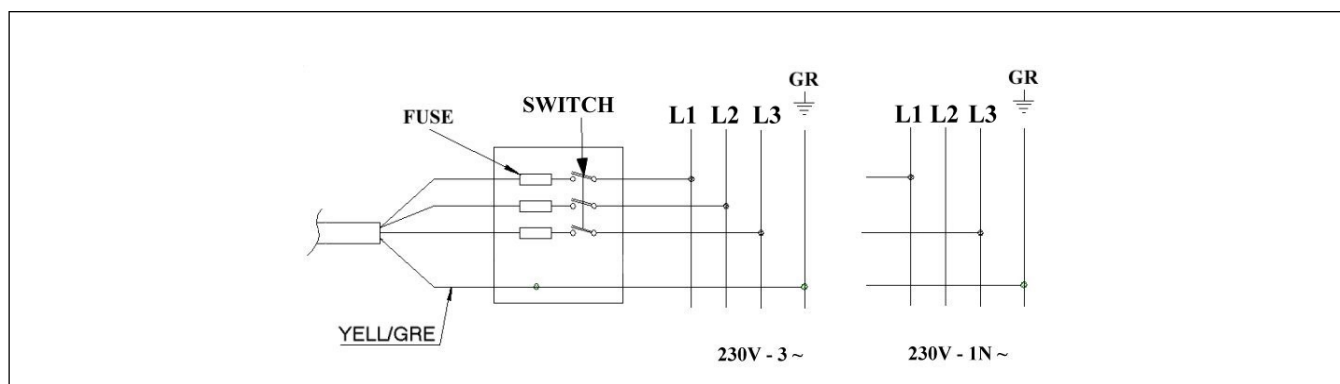 GR
GR
SWITCH
L1 L2 L3
L1 L2 L3
FUSE
YELL/GRE
230V - 3 ~
230V - 1N ~